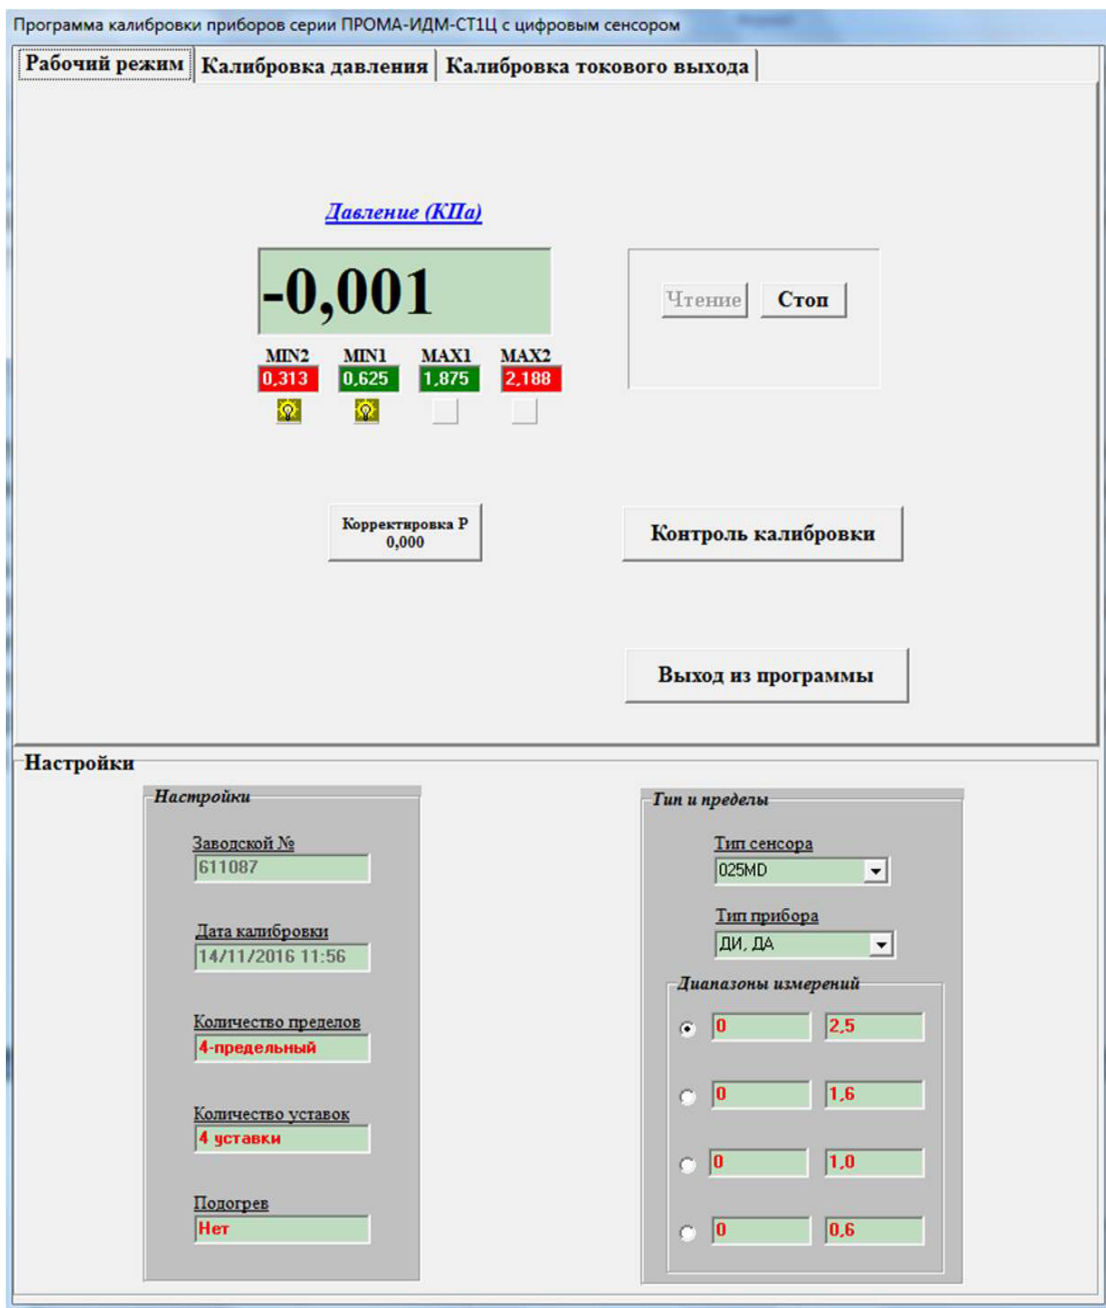 Программа калибровки приборов серии ПРОМА-ИДМ-СТ1Ц с цифровым сенсором
Рабочий режим Калибровка давления Калибровка токового выхода
Давление (КПа)
-0,001
Чтение Стоп
MIN2 MIN1 MAX1 MAX2
0,313 0,625 1,875 2,188
Корректировка Р
0,000
Контроль калибровки
Выход из программы
Настройки
Настройки
Заводской №
611087
Дата калибровки
14/11/2016 11:56
Количество пределов
4-предельный
Количество уставок
4 уставки
Подогрев
Нет
Тип и пределы
Тип сенсора
025MD
Тип прибора
ДИ, ДА
Диапазоны измерений
0 2,5
0 1,6
0 1,0
0 0,6